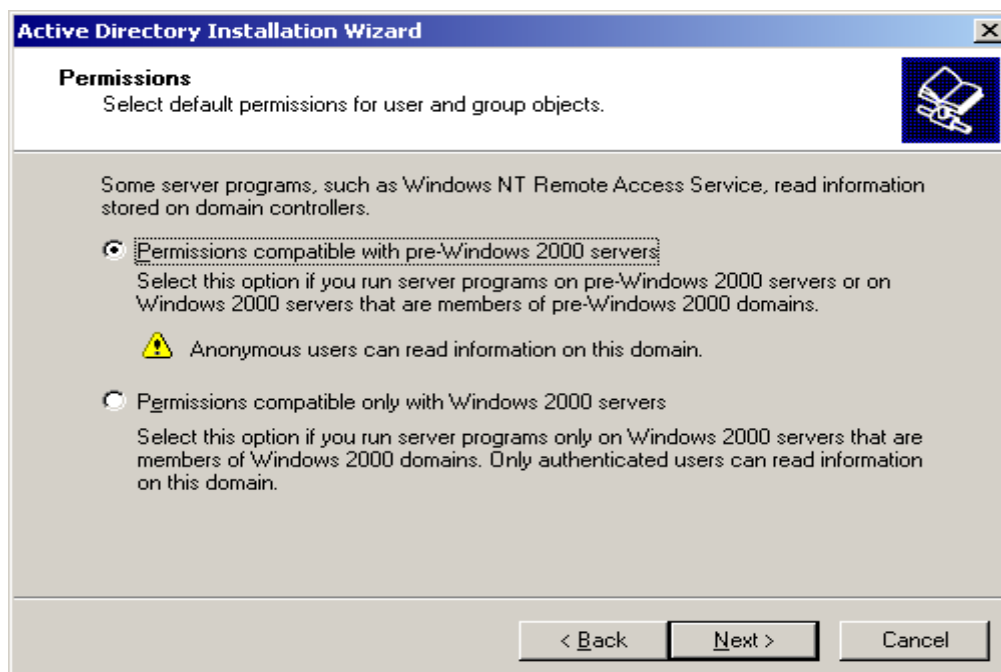 Active Directory Installation Wizard
Permissions
Select default permissions for user and group objects.
Some server programs, such as Windows NT Remote Access Service, read information
stored on domain controllers.
Permissions compatible with pre-Windows 2000 servers
Select this option if you run server programs on pre-Windows 2000 servers or on
Windows 2000 servers that are members of pre-Windows 2000 domains.
Anonymous users can read information on this domain.
Permissions compatible only with Windows 2000 servers
Select this option if you run server programs only on Windows 2000 servers that are
members of Windows 2000 domains. Only authenticated users can read information
on this domain.
< Back Next > Cancel